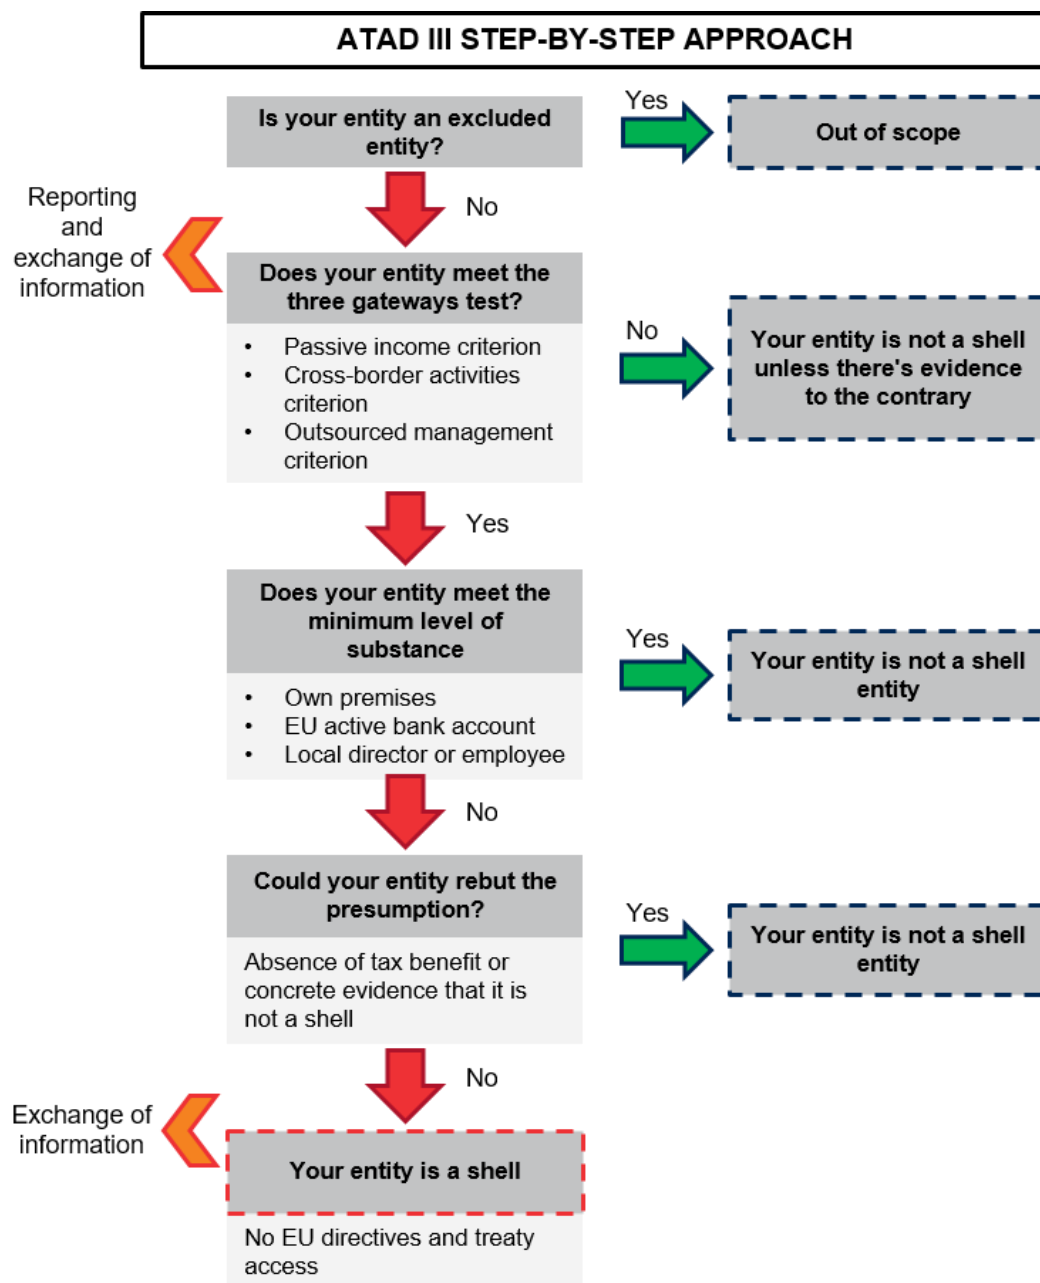 ATAD III STEP-BY-STEP APPROACH
Is your entity an excluded
entity?
Yes
Out of scope
No
Reporting
and
exchange of
information
Does your entity meet the
three gateways test?
• Passive income criterion
• Cross-border activities
criterion
• Outsourced management
criterion
No
Your entity is not a shell
unless there's evidence
to the contrary
Yes
Does your entity meet the
minimum level of
substance
• Own premises
• EU active bank account
• Local director or employee
Yes
Your entity is not a shell
entity
No
Could your entity rebut the
presumption?
Absence of tax benefit or
concrete evidence that it is
not a shell
Yes
Your entity is not a shell
entity
No
Exchange of
information
Your entity is a shell
No EU directives and treaty
access